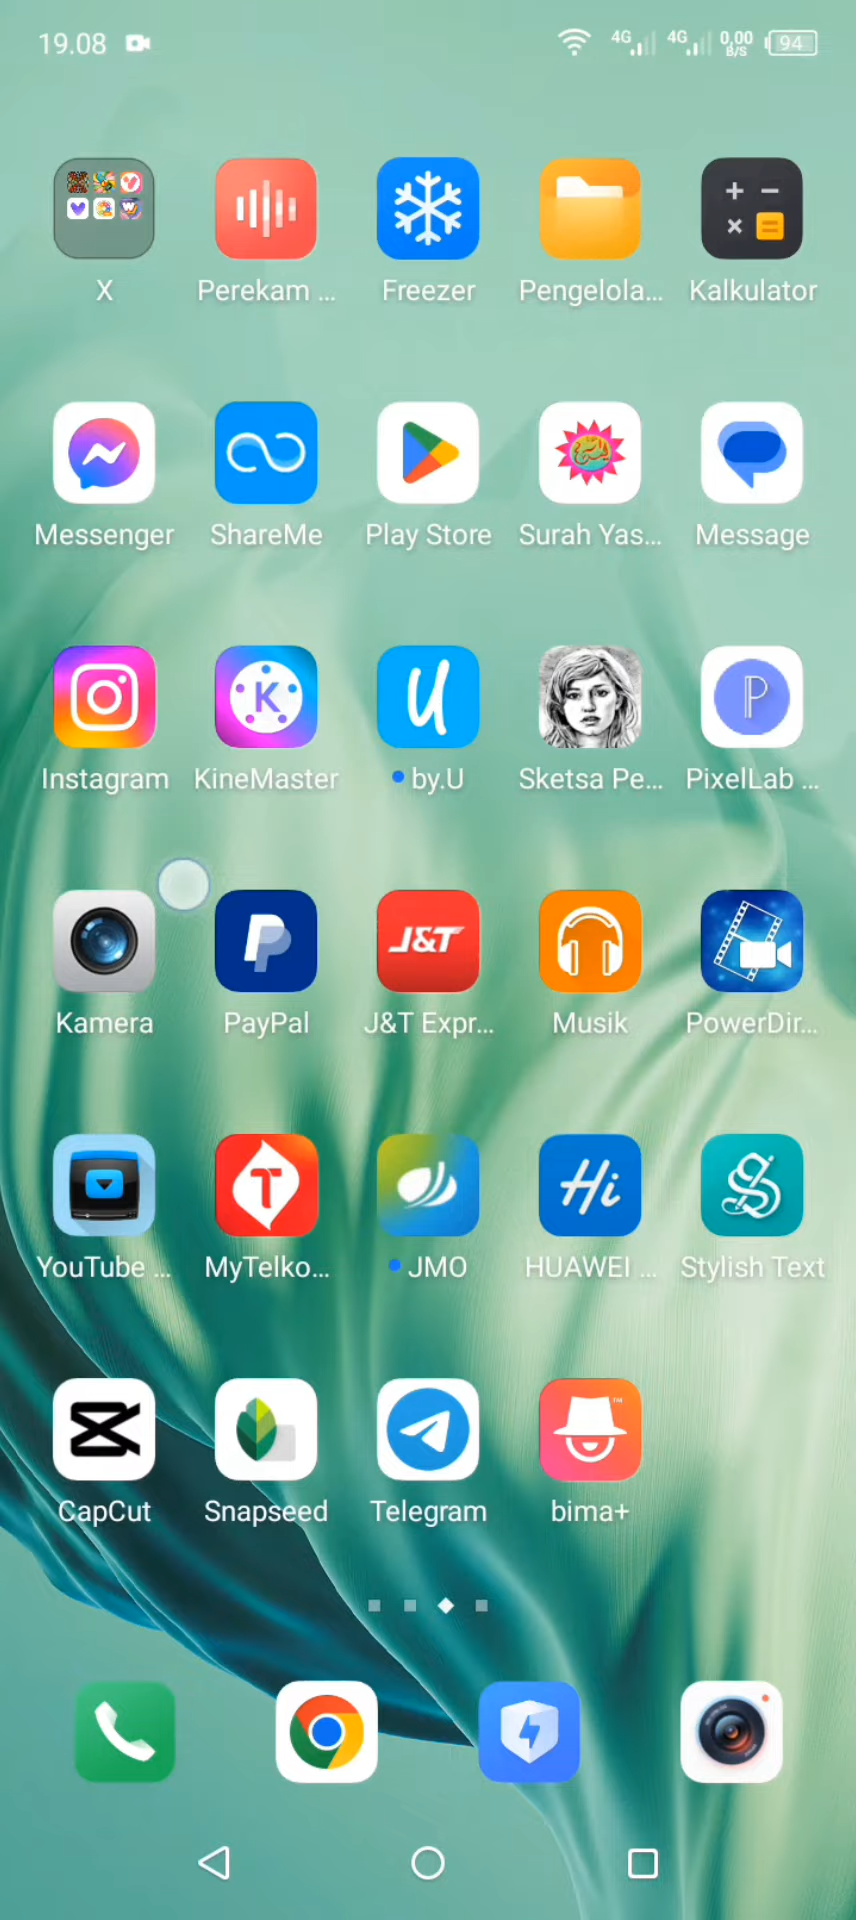 19.08
4G 4G 0,00 B/S 94
X Perekam ... Freezer Pengelola... Kalkulator
Messenger ShareMe Play Store Surah Yas... Message
K U P
Instagram KineMaster by.U Sketsa Pe... PixelLab ...
J&T
Kamera PayPal J&T Expr... Musik PowerDir...
T Hi S
YouTube ... MyTelko... JMO HUAWEI ... Stylish Text
TM
CapCut Snapseed Telegram bima+